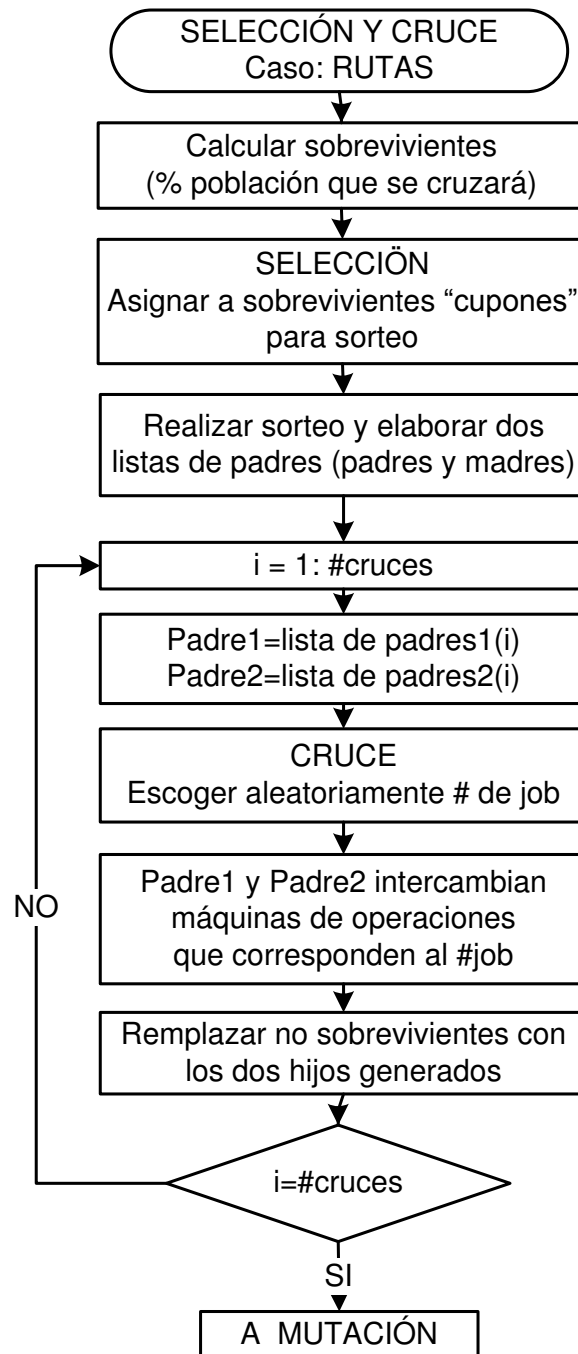 SELECCIÓN Y CRUCE
Caso: RUTAS
Calcular sobrevivientes
(% población que se cruzará)
SELECCIÖN
Asignar a sobrevivientes “cupones”
para sorteo
Realizar sorteo y elaborar dos
listas de padres (padres y madres)
i = 1: #cruces
Padre1=lista de padres1(i)
Padre2=lista de padres2(i)
CRUCE
Escoger aleatoriamente # de job
Padre1 y Padre2 intercambian
máquinas de operaciones
que corresponden al #job
NO
Remplazar no sobrevivientes con
los dos hijos generados
i=#cruces
SI
A MUTACIÓN